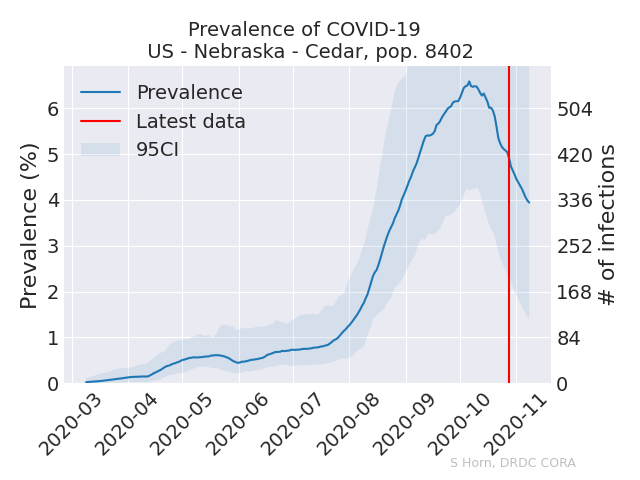 Prevalence of COVID-19
US - Nebraska - Cedar, pop. 8402
Prevalence
Latest data
95CI
Prevalence (%)
6
5
4
3
2
1
0
504
420
336
252
168
84
0
# of infections
2020-03
2020-04
2020-05
2020-06
2020-07
2020-08
2020-09
2020-10
2020-11
S Horn, DRDC CORA